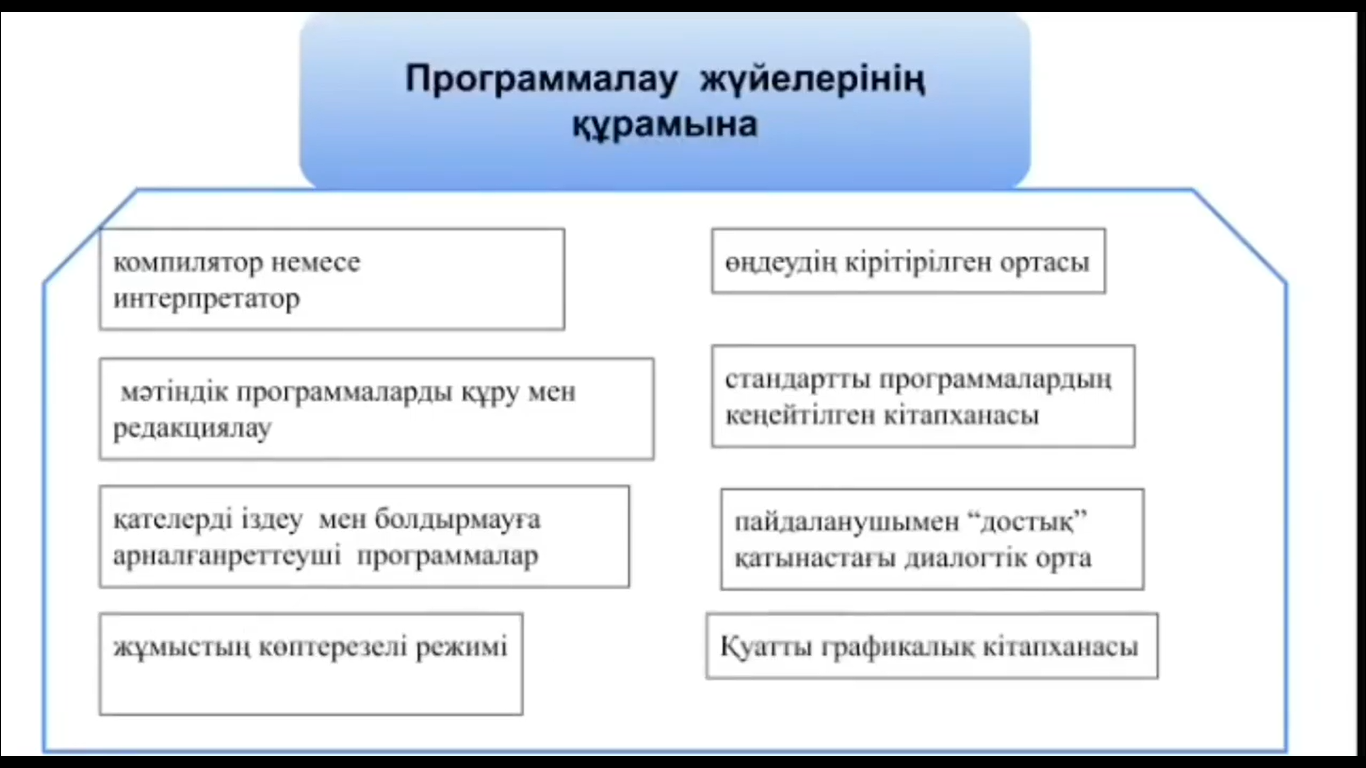 Программалау жүйелерінің
құрамына
компилятор немесе
интерпретатор
мәтіндік программаларды құру мен
редакциялау
қателерді іздеу мен болдырмауға
арналғанреттеуші программалар
жұмыстың көптерезелі режимі
өңдеудің кірітірілген ортасы
стандартты программалардың
кеңейтілген кітапханасы
пайдаланушымен “достық”
қатынастағы диалогтік орта
Қуатты графикалық кітапханасы